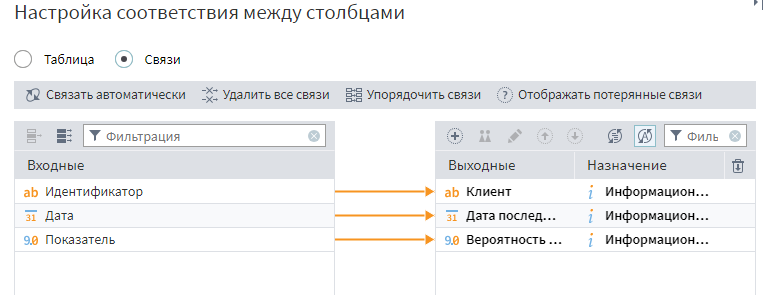 Настройка соответствия между столбцами
Таблица Связи
Связать автоматически Удалить все связи Упорядочить связи Отображать потерянные связи
Фильтрация Филь
Входные Выходные Назначение
ab Идентификатор ab Клиент i Информацион...
31 Дата 31 Дата послед... i Информацион...
9.0 Показатель 9.0 Вероятность ... i Информацион...